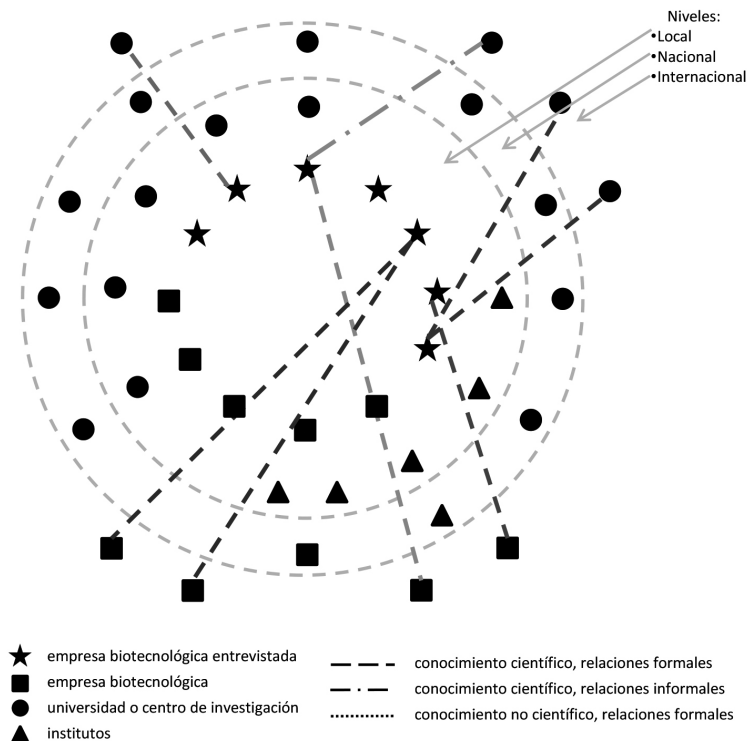 Niveles:
•Local
•Nacional
•Internacional
empresa biotecnológica entrevistada
empresa biotecnológica
universidad o centro de investigación
institutos
conocimiento científico, relaciones formales
conocimiento científico, relaciones informales
conocimiento no científico, relaciones formales